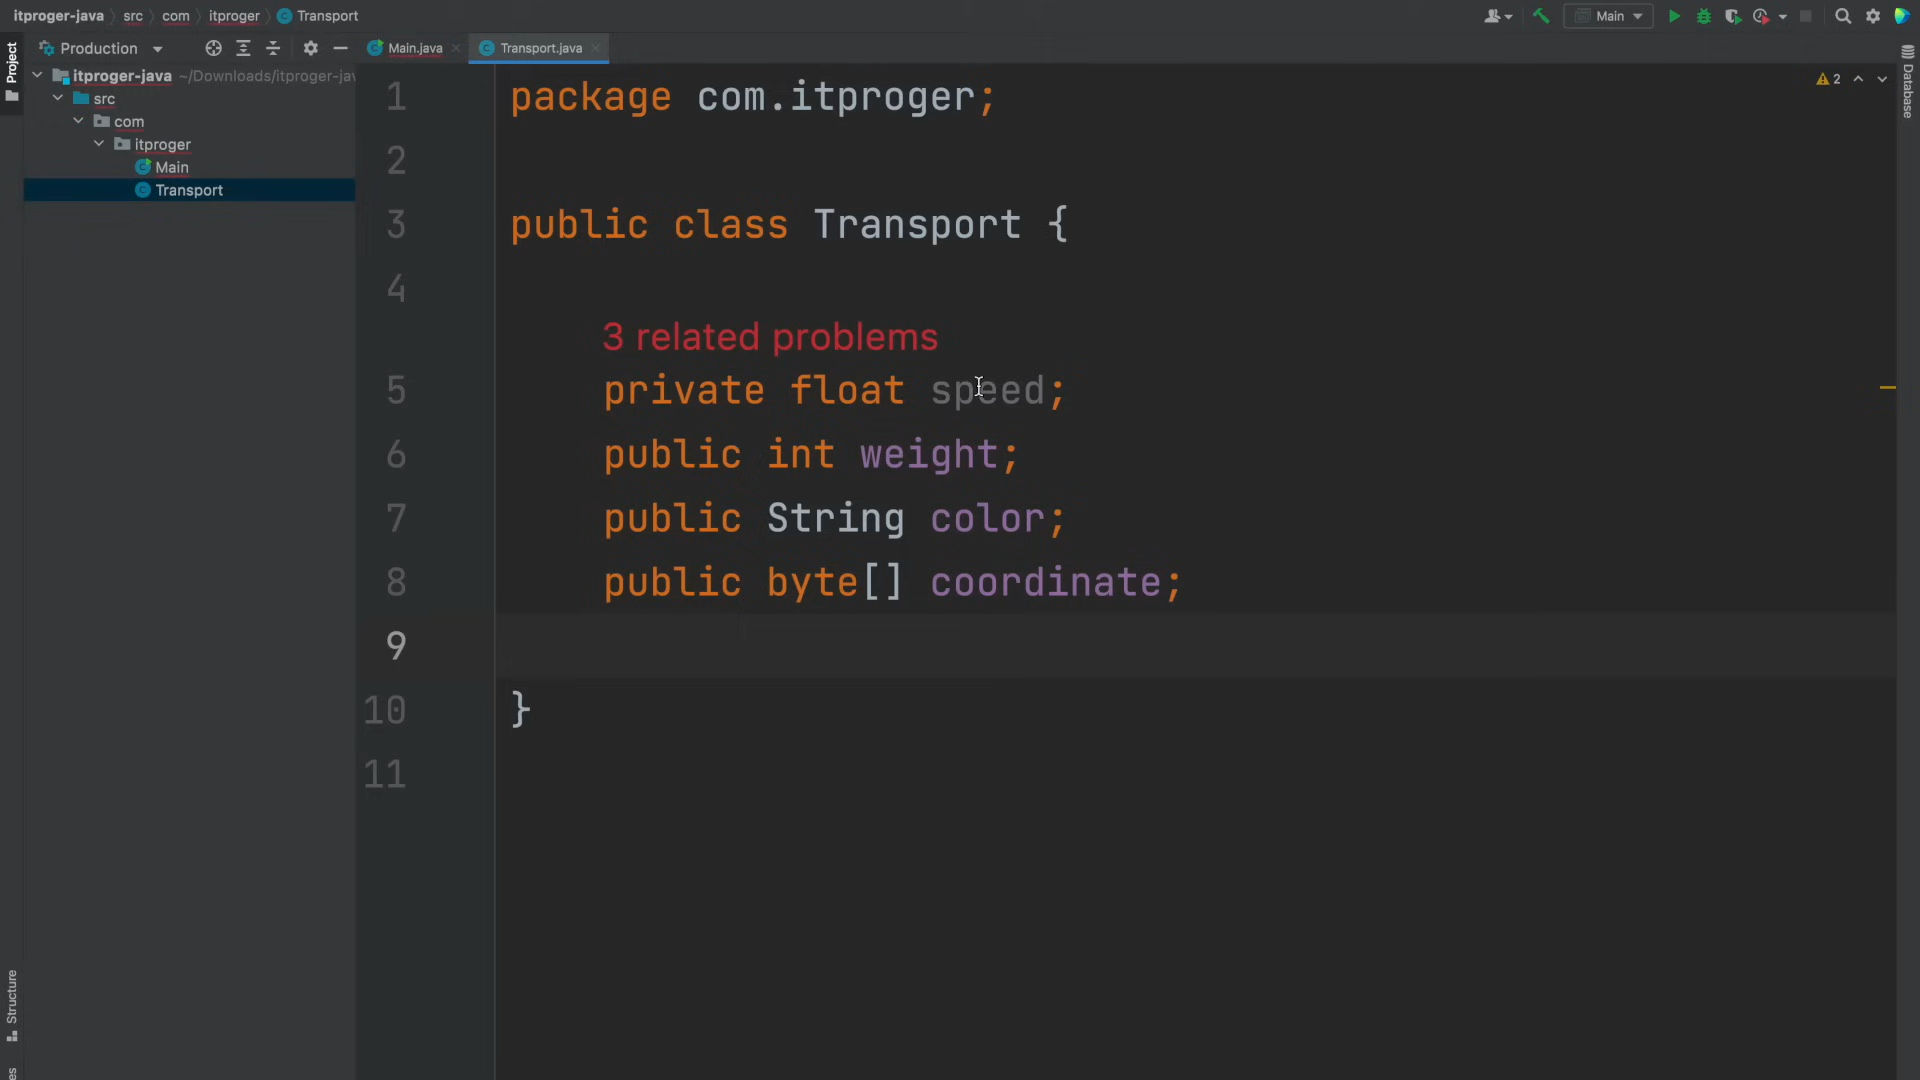 itproger-java src com itproger Transport
Main
Project
Production
Main.java
Transport.java
Database
itproger-java ~/Downloads/itproger-jav
src
com
itproger
Main
Transport
2
1 package com.itproger;
2
3 public class Transport {
4
3 related problems
5 private float speed;
6 public int weight;
7 public String color;
8 public byte[] coordinate;
9
10 }
11
Structure